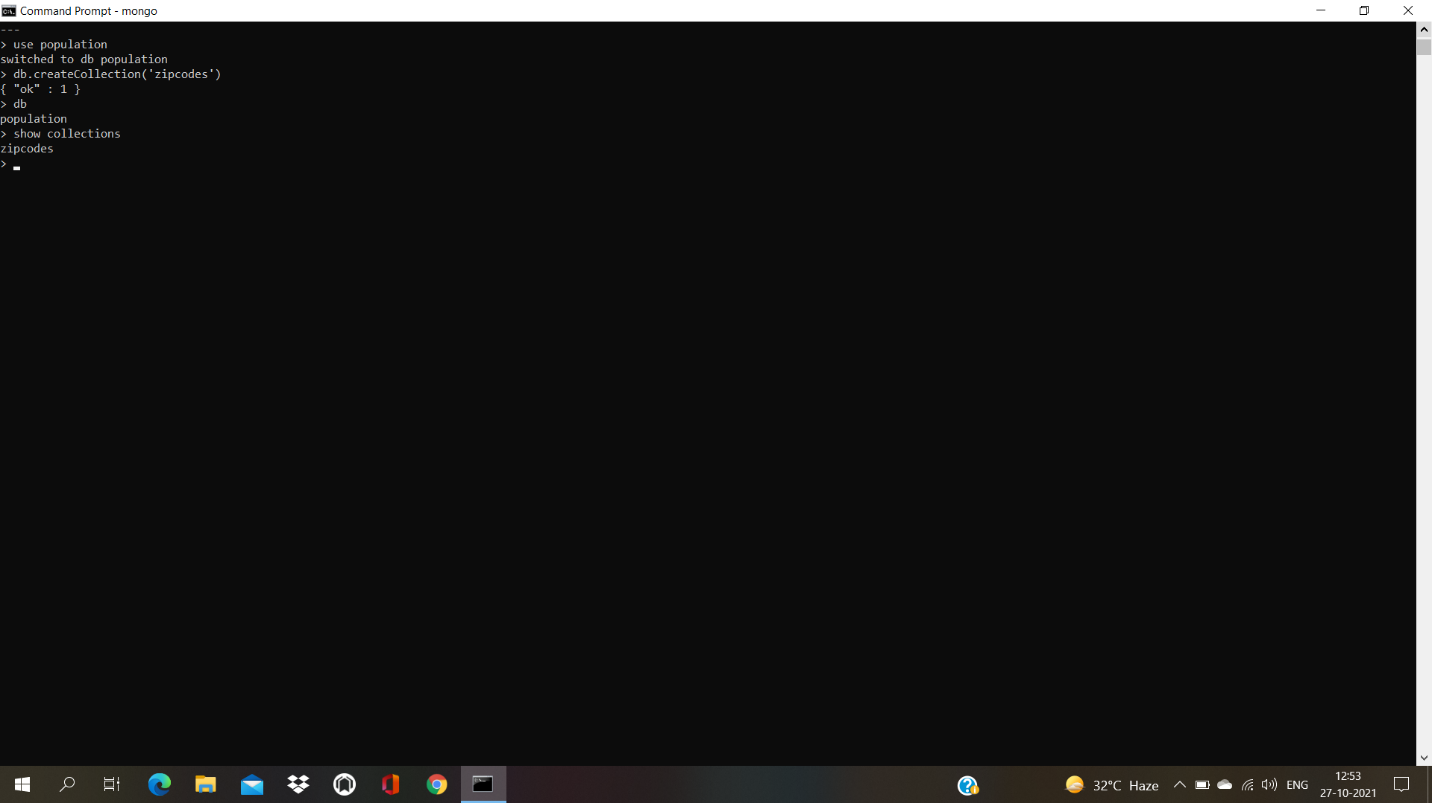 Command Prompt - mongo
---
> use population
switched to db population
> db.createCollection('zipcodes')
{ "ok" : 1 }
> db
population
> show collections
zipcodes
>
32°C Haze
ENG
12:53
27-10-2021